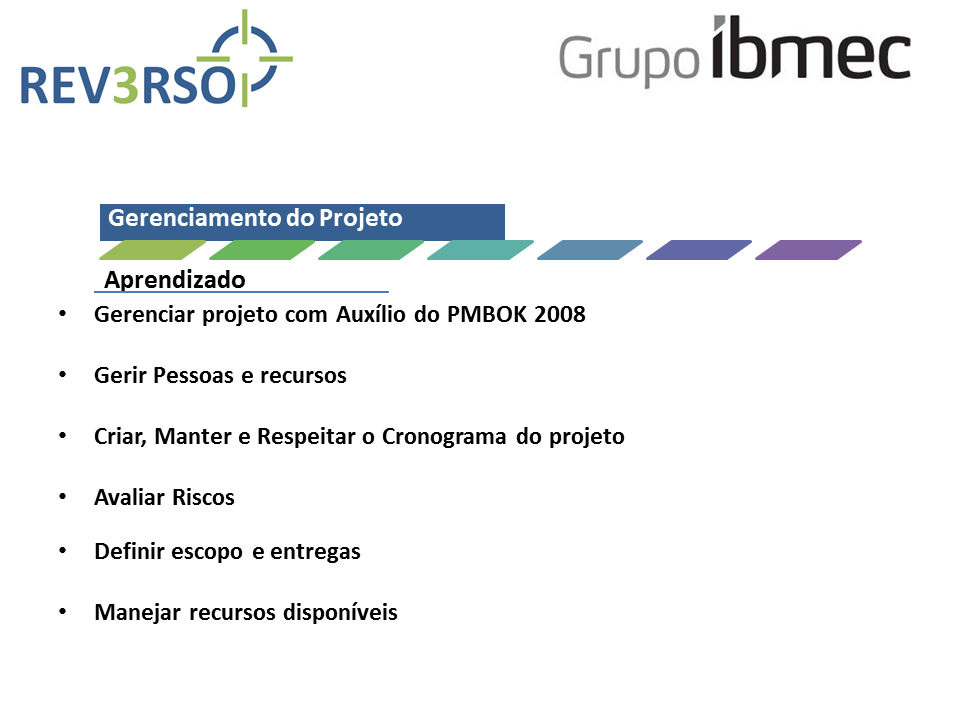 REV3RSO
Grupo ibmec
Gerenciamento do Projeto
Aprendizado
• Gerenciar projeto com Auxílio do PMBOK 2008
• Gerir Pessoas e recursos
• Criar, Manter e Respeitar o Cronograma do projeto
• Avaliar Riscos
• Definir escopo e entregas
• Manejar recursos disponíveis